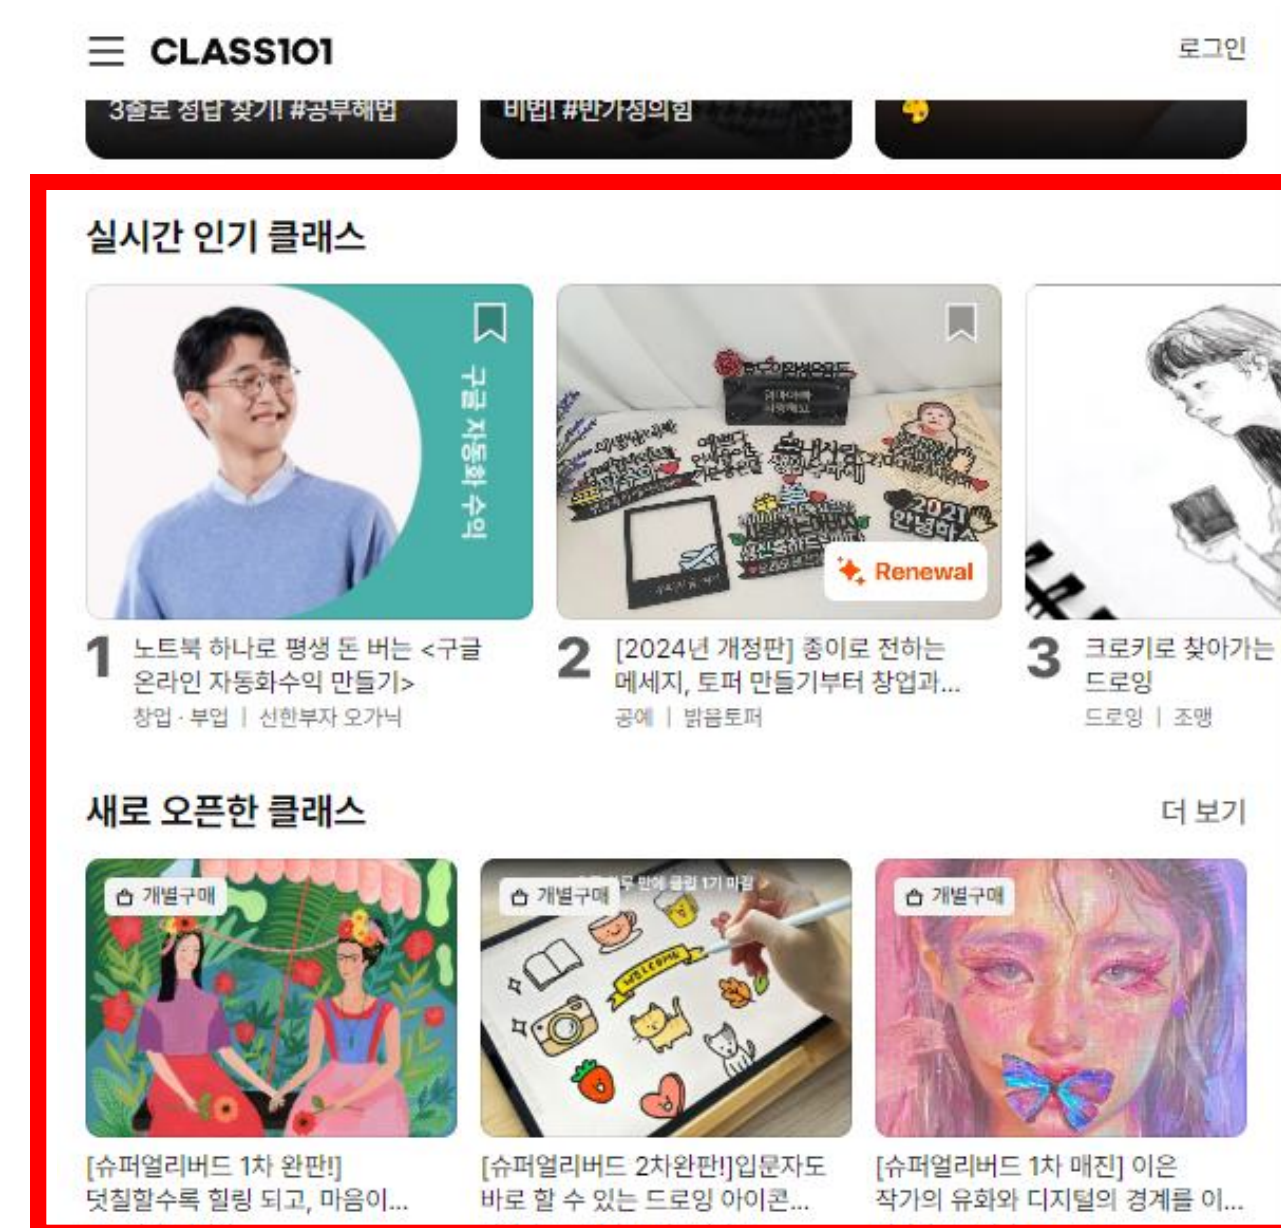 CLASS101
로그인
3줄로 정답 찾기! #공부해법
비법! #반가성의힘
실시간 인기 클래스
구글 자동화 수익
2021
Renewal
1
노트북 하나로 평생 돈 버는 <구글
온라인 자동화수익 만들기>
창업 · 부업 | 선한부자 오가닉
2
[2024년 개정판] 종이로 전하는
메세지, 토퍼 만들기부터 창업과...
공예 | 밝음토퍼
3
크로키로 찾아가는
드로잉
드로잉 | 조맹
새로 오픈한 클래스
더 보기
개별구매
개별구매
만에 클럽 1기 마감
WELCOME
개별구매
[슈퍼얼리버드 1차 완판!]
덧칠할수록 힐링 되고, 마음이...
[슈퍼얼리버드 2차완판!]입문자도
바로 할 수 있는 드로잉 아이콘...
[슈퍼얼리버드 1차 매진] 이은
작가의 유화와 디지털의 경계를 이...